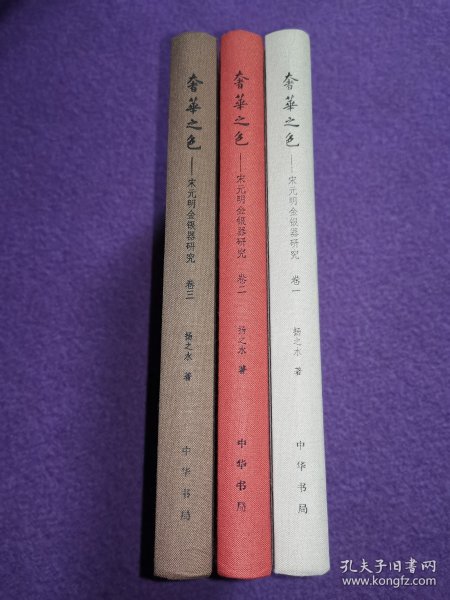 奢華之色——宋元明金银器研究 卷三 扬之水 著 中华书局
奢華之色——宋元明金银器研究 卷二 扬之水 著 中华书局
奢華之色——宋元明金银器研究 卷一 扬之水 著 中华书局
孔夫子旧书网
www.kongfz.com